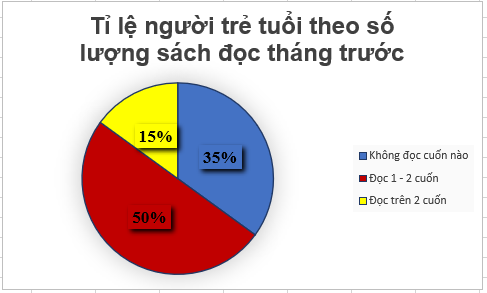 Tỉ lệ người trẻ tuổi theo số
lượng sách đọc tháng trước
15%
35%
50%
Không đọc cuốn nào
Đọc 1 - 2 cuốn
Đọc trên 2 cuốn